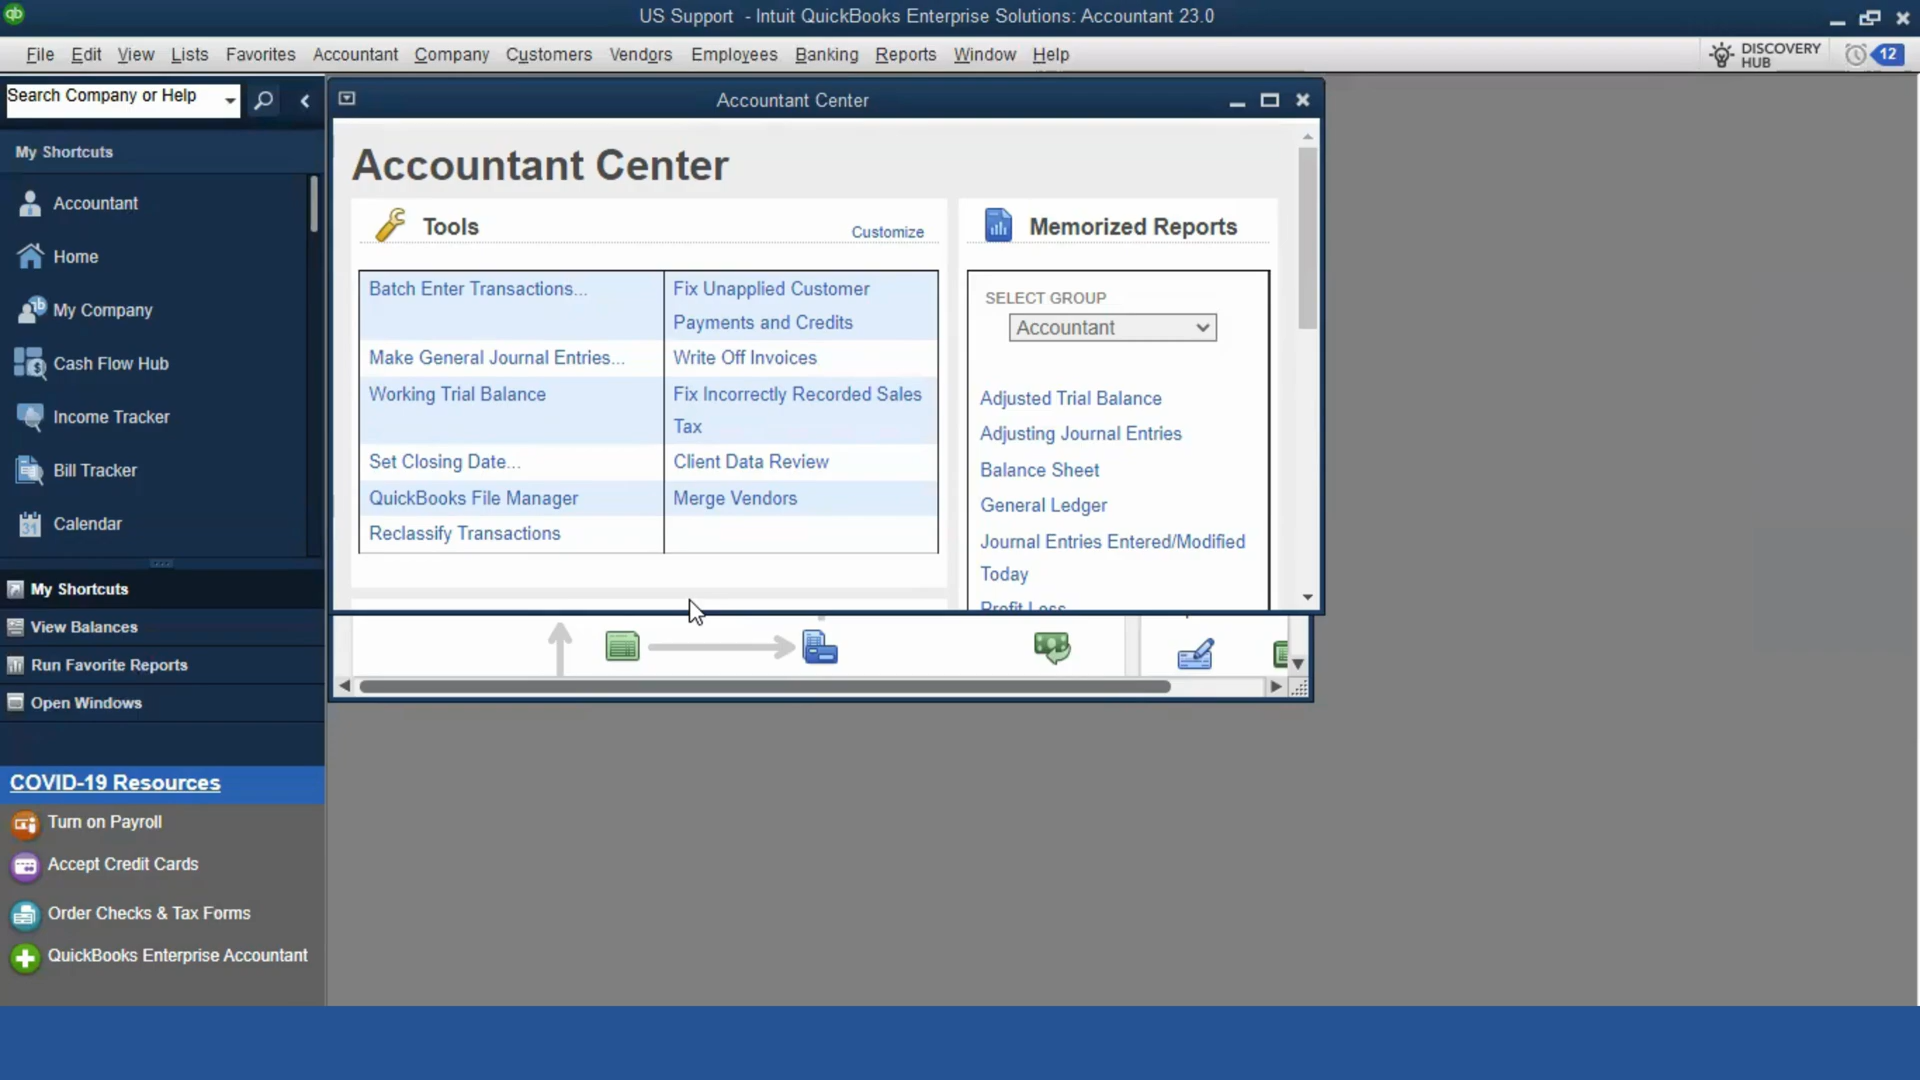 qb
US Support - Intuit QuickBooks Enterprise Solutions: Accountant 23.0
File Edit View Lists Favorites Accountant Company Customers Vendors Employees Banking Reports Window Help
DISCOVERY
HUB
12
Search Company or Help
My Shortcuts
Accountant
Home
My Company
Cash Flow Hub
Income Tracker
Bill Tracker
31
Calendar
My Shortcuts
View Balances
Run Favorite Reports
Open Windows
COVID-19 Resources
Turn on Payroll
Accept Credit Cards
Order Checks & Tax Forms
QuickBooks Enterprise Accountant
Accountant Center
Accountant Center
Tools
Customize
Batch Enter Transactions...
Make General Journal Entries...
Working Trial Balance
Set Closing Date...
QuickBooks File Manager
Reclassify Transactions
Fix Unapplied Customer
Payments and Credits
Write Off Invoices
Fix Incorrectly Recorded Sales
Tax
Client Data Review
Merge Vendors
Memorized Reports
SELECT GROUP
Accountant
Adjusted Trial Balance
Adjusting Journal Entries
Balance Sheet
General Ledger
Journal Entries Entered/Modified
Today
Profit Loss